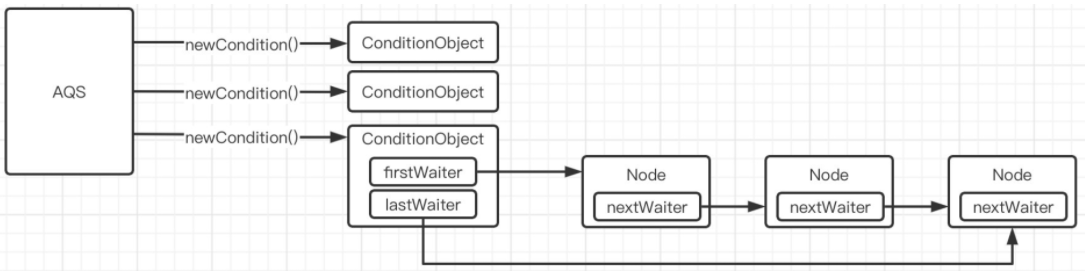 AQS
newCondition()
ConditionObject
newCondition()
ConditionObject
newCondition()
ConditionObject
firstWaiter
lastWaiter
Node
nextWaiter
Node
nextWaiter
Node
nextWaiter